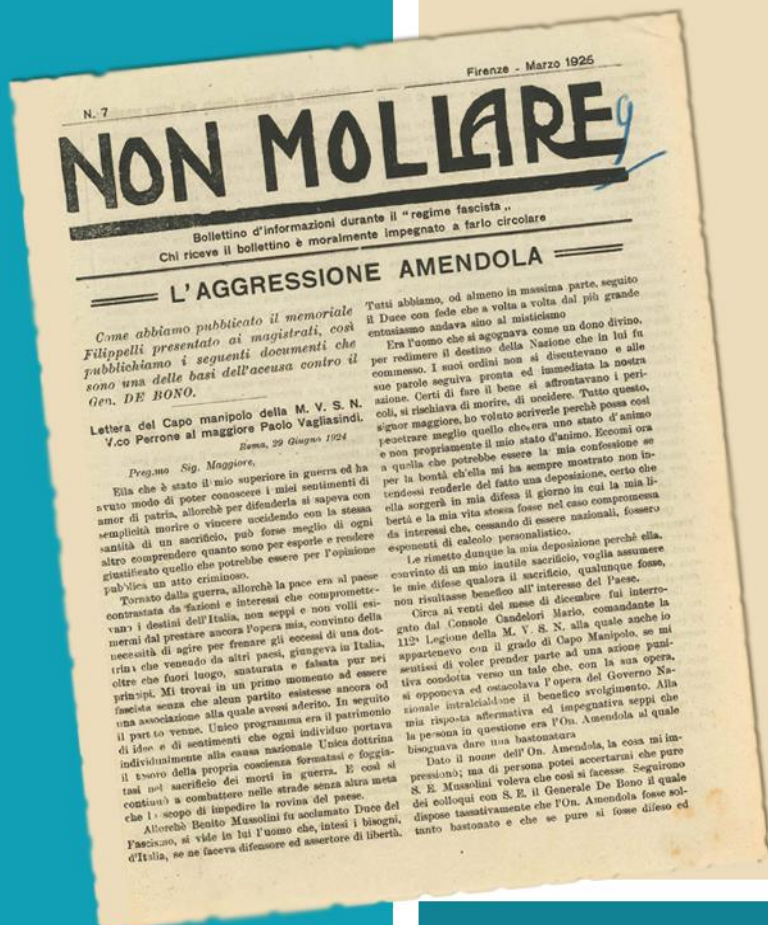 Firenze - Marzo 1925
N. 7
NON MOLLARE
9
Bollettino d'informazioni durante il "regime fascista „
Chi riceve il bollettino è moralmente impegnato a farlo circolare
L'AGGRESSIONE AMENDOLA
Come abbiamo pubblicato il memoriale
Filippelli presentato ai magistrati, così
pubblichiamo i seguenti documenti che
sono una delle basi dell'accusa contro il
Gen. DE BONO.
Lettera del Capo manipolo della M. V. S. N.
V.co Perrone al maggiore Paolo Vagliasindi.
Roma, 29 Giugno 1924
Preg.mo Sig. Maggiore,
Ella che è stato il mio superiore in guerra ed ha
avuto modo di poter conoscere i miei sentimenti di
amor di patria, allorchè per difenderla si sapeva con
semplicità morire o vincere uccidendo con la stessa
santità di un sacrificio, può forse meglio di ogni
altro comprendere quanto sono per esporle e rendere
giustificato quello che potrebbe essere per l'opinione
pubblica un atto criminoso.
Tornato dalla guerra, allorchè la pace era al paese
contrastata da fazioni e interessi che compromette-
vano i destini dell'Italia, non seppi e non volli esi-
mermi dal prestare ancora l'opera mia, convinto della
necessità di agire per frenare gli eccessi di una dot-
trina che venendo da altri paesi, giungeva in Italia,
oltre che fuori luogo, snaturata e falsata pur nei
principi. Mi trovai in un primo momento ad essere
fascista senza che alcun partito esistesse ancora od
una associazione alla quale avessi aderito. In seguito
il partito venne. Unico programma era il patrimonio
di idee e di sentimenti che ogni individuo portava
individualmente alla causa nazionale Unica dottrina
il tesoro della propria coscienza formatasi e foggia-
tasi nel sacrificio dei morti in guerra. E così si
continuò a combattere nelle strade senza altra meta
che lo scopo di impedire la rovina del paese.
Allorchè Benito Mussolini fu acclamato Duce del
Fascismo, si vide in lui l'uomo che, intesi i bisogni,
d'Italia, se ne faceva difensore ed assertore di libertà.
Tutti abbiamo, od almeno in massima parte, seguito
il Duce con fede che a volta a volta dal più grande
entusiasmo andava sino al misticismo
Era l'uomo che si agognava come un dono divino,
per redimere il destino della Nazione che in lui fu
commesso. I suoi ordini non si discutevano e alle
sue parole seguiva pronta ed immediata la nostra
azione. Certi di fare il bene si affrontavano i peri-
coli, si rischiava di morire, di uccidere. Tutto questo,
signor maggiore, ho voluto scriverle perchè possa così
penetrare meglio quello che era uno stato d'animo
e non propriamente il mio stato d'animo. Eccomi ora
a quella che potrebbe essere la mia confessione se
per la bontà ch'ella mi ha sempre mostrato non in-
tendessi renderle del fatto una deposizione, certo che
ella sorgerà in mia difesa il giorno in cui la mia li-
bertà e la mia vita stessa fosse nel caso compromessa
da interessi che, cessando di essere nazionali, fossero
esponenti di calcolo personalistico.
Le rimetto dunque la mia deposizione perchè ella,
convinto di un mio inutile sacrificio, voglia assumere
le mie difese qualora il sacrificio, qualunque fosse,
non risultasse benefico all'interesse del Paese.
Circa ai venti del mese di dicembre fui interro-
gato dal Console Candelori Mario, comandante la
112ª Legione della M. V. S. N. alla quale anche io
appartenevo con il grado di Capo Manipolo, se mi
sentissi di voler prender parte ad una azione puni-
tiva condotta verso un tale che, con la sua opera,
si opponeva ed ostacolava l'opera del Governo Na-
zionale intralciandone il benefico svolgimento. Alla
mia risposta affermativa ed impegnativa seppi che
la persona in questione era l'On. Amendola al quale
bisognava dare una bastonatura
Dato il nome dell'On. Amendola, la cosa mi im-
pressionò; ma di persona potei accertarmi che pure
S. E. Mussolini voleva che così si facesse. Seguirono
dei colloqui con S. E. il Generale De Bono il quale
dispose tassativamente che l'On. Amendola fosse sol-
tanto bastonato e che se pure si fosse difeso ed